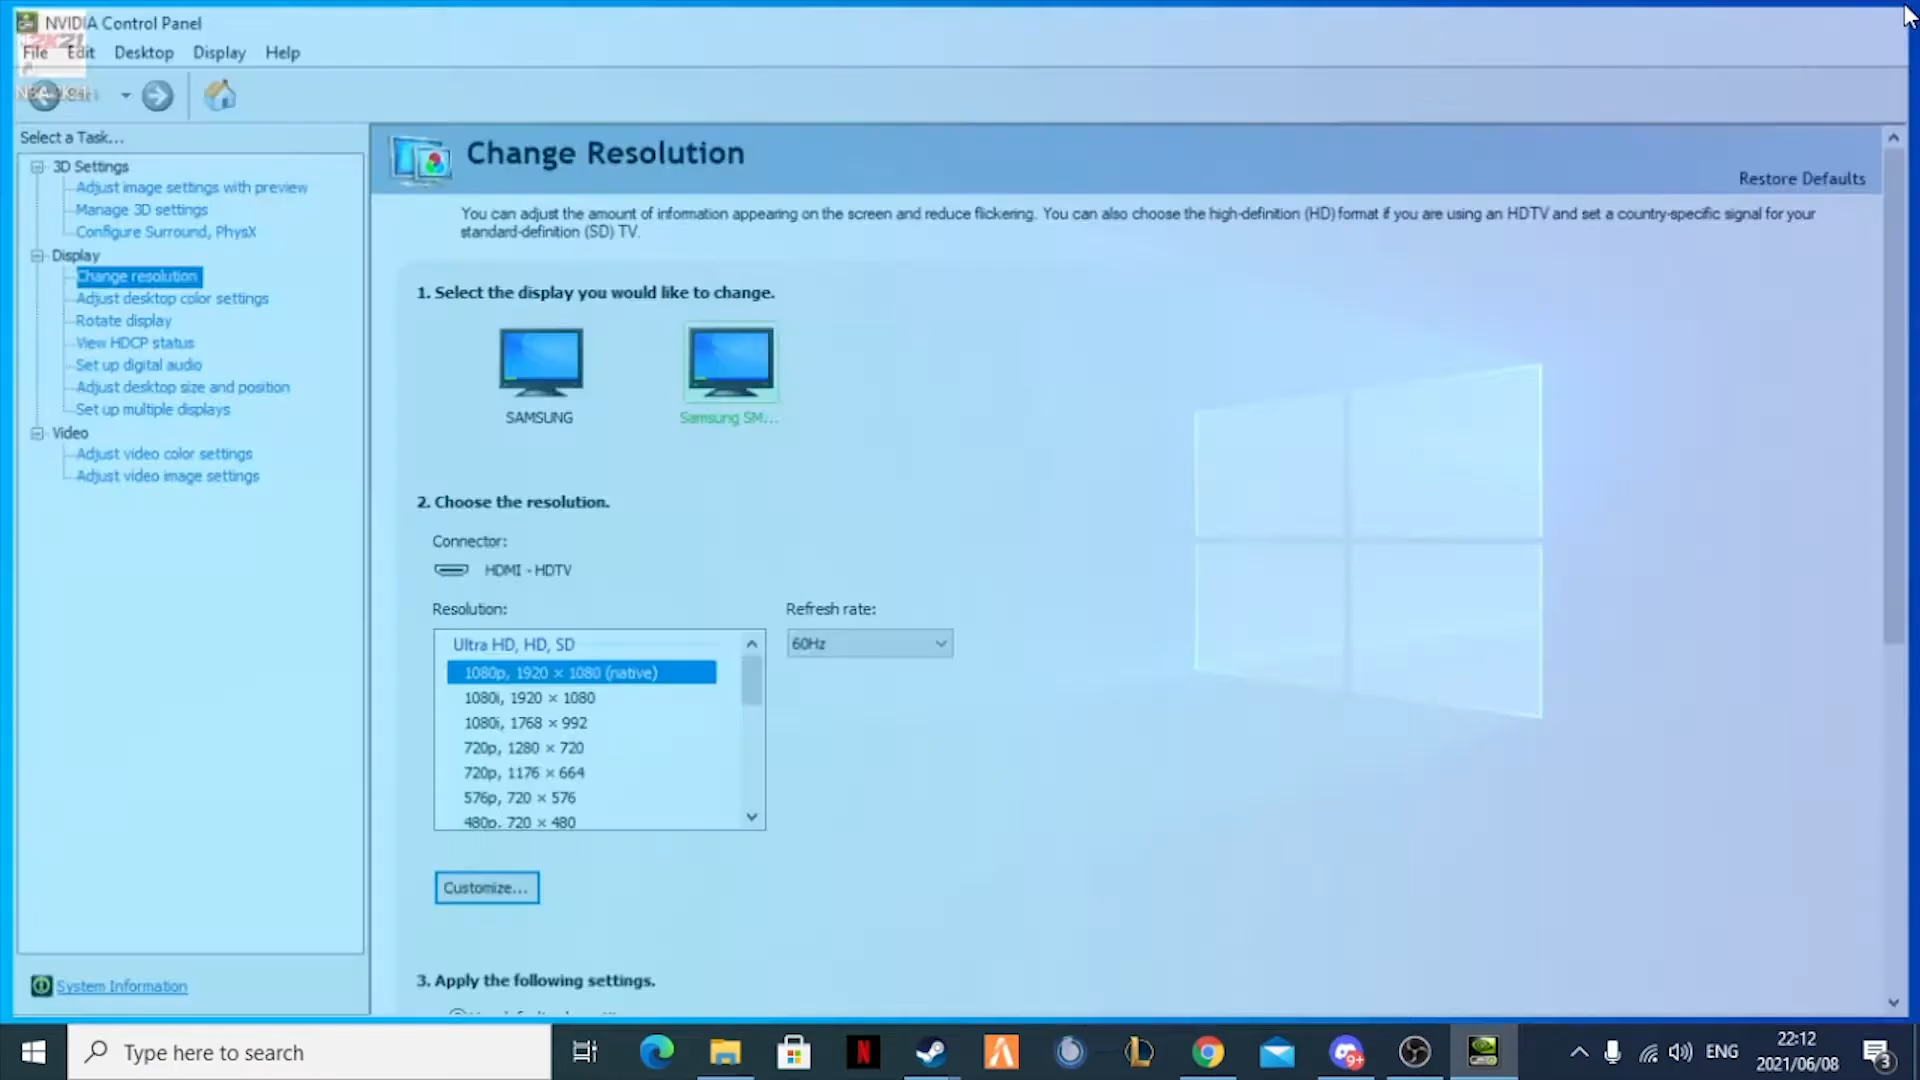 NVIDIA Control Panel
File Edit Desktop Display Help
Select a Task...
3D Settings
Adjust image settings with preview
Manage 3D settings
Configure Surround, PhysX
Display
Change resolution
Adjust desktop color settings
Rotate display
View HDCP status
Set up digital audio
Adjust desktop size and position
Set up multiple displays
Video
Adjust video color settings
Adjust video image settings
System Information
Change Resolution
Restore Defaults
You can adjust the amount of information appearing on the screen and reduce flickering. You can also choose the high-definition (HD) format if you are using an HDTV and set a country-specific signal for your
standard-definition (SD) TV.
1. Select the display you would like to change.
SAMSUNG
Samsung SM...
2. Choose the resolution.
Connector:
HDMI - HDTV
Resolution:
Refresh rate:
Ultra HD, HD, SD
60Hz
1080p, 1920 × 1080 (native)
1080i, 1920 × 1080
1080i, 1768 × 992
720p, 1280 × 720
720p, 1176 × 664
576p, 720 × 576
480p, 720 × 480
Customize...
3. Apply the following settings.
Type here to search
N
L
9+
ENG
22:12
2021/06/08
3